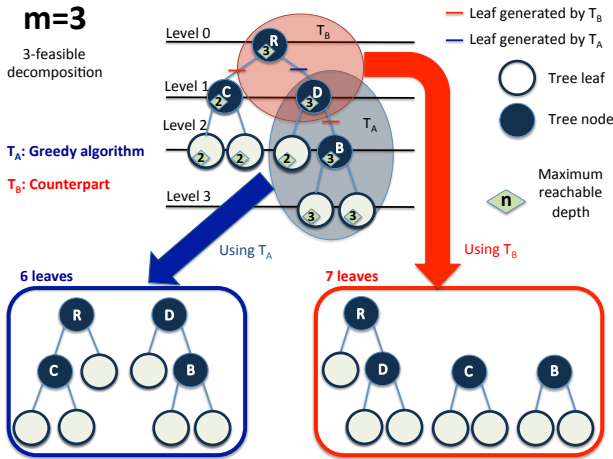 m=3
3-feasible
decomposition
T_A: Greedy algorithm
T_B: Counterpart
Level 0
Level 1
Level 2
Level 3
R
3
T_B
C
2
D
3
T_A
2
2
2
B
3
3
3
Leaf generated by T_B
Leaf generated by T_A
Tree leaf
Tree node
n
Maximum
reachable
depth
Using T_A
Using T_B
6 leaves
R
D
C
B
7 leaves
R
D
C
B